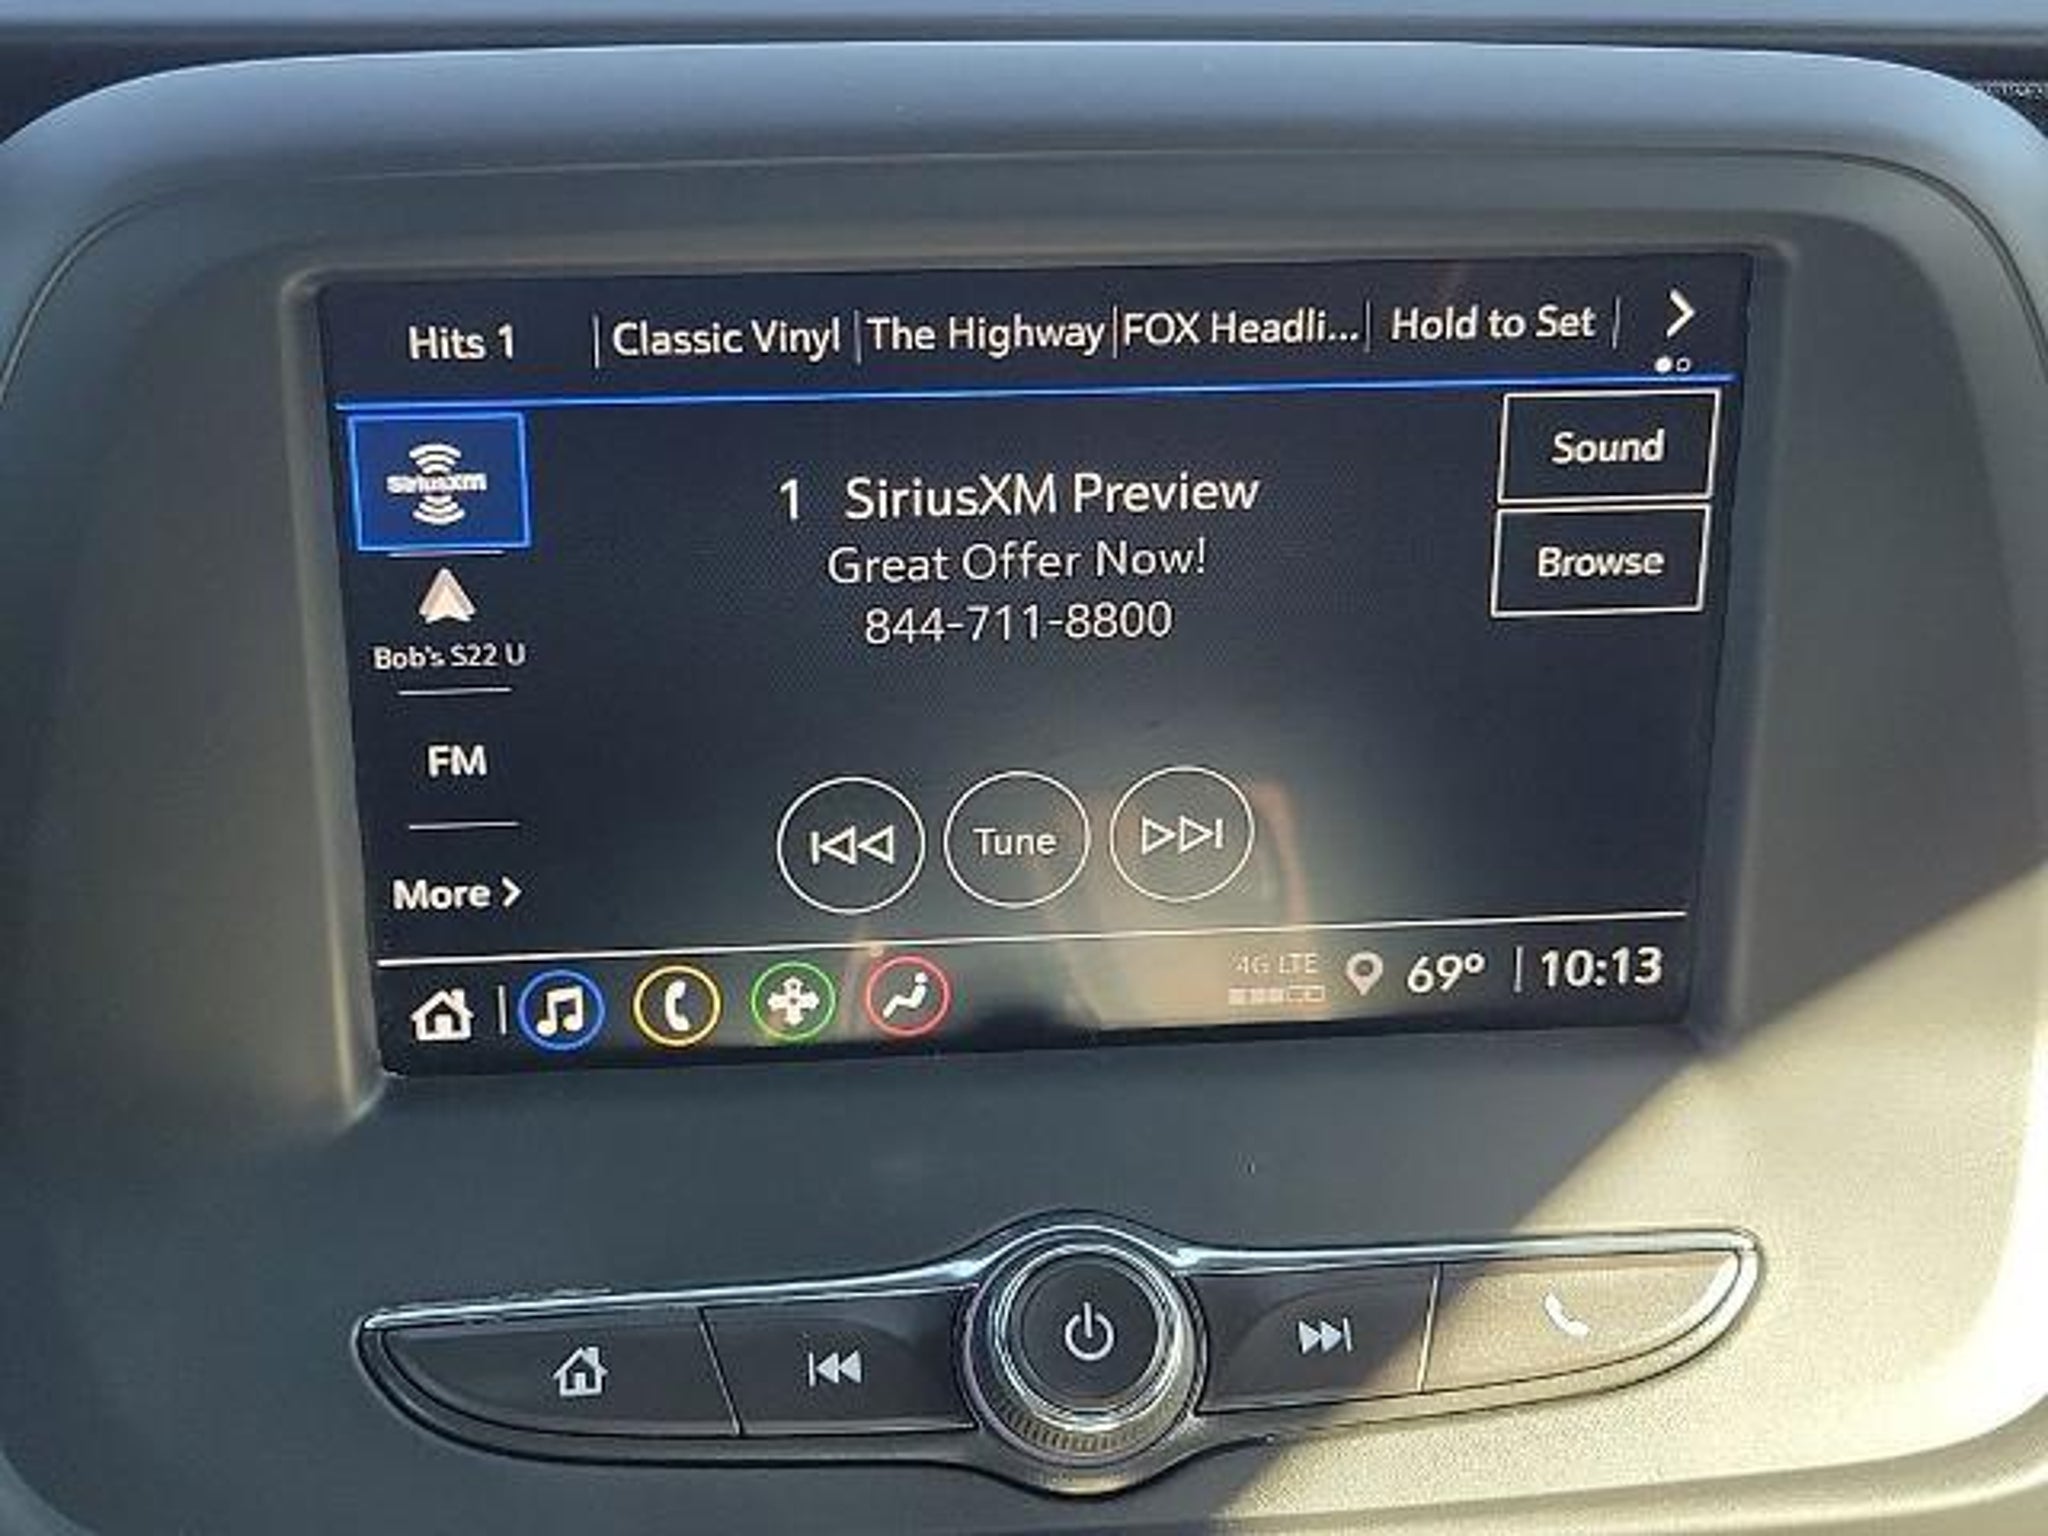 Hits 1 Classic Vinyl The Highway FOX Headli... Hold to Set
SiriusXM
Sound
1 SiriusXM Preview
Great Offer Now!
Browse
844-711-8800
Bob's S22 U
FM
Tune
More
4G LTE
69° 10:13